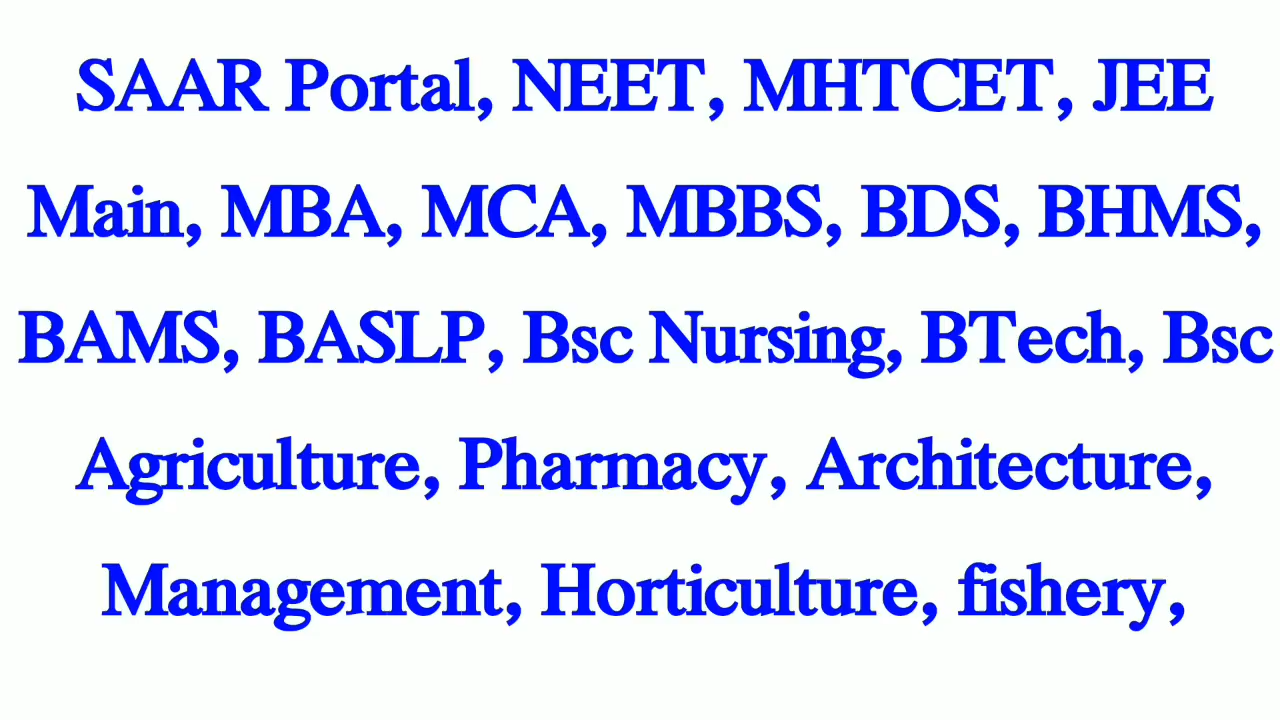 SAAR Portal, NEET, MHTCET, JEE
Main, MBA, MCA, MBBS, BDS, BHMS,
BAMS, BASLP, Bsc Nursing, BTech, Bsc
Agriculture, Pharmacy, Architecture,
Management, Horticulture, fishery,